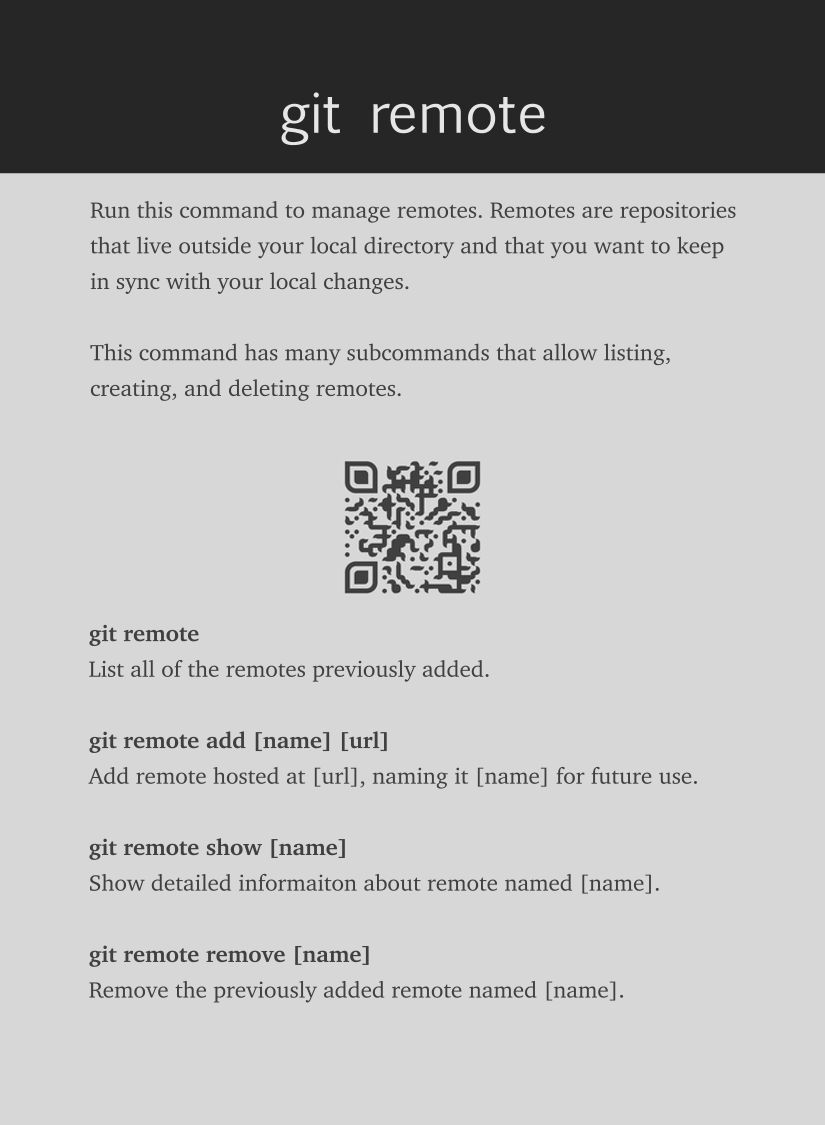 git remote
Run this command to manage remotes. Remotes are repositories
that live outside your local directory and that you want to keep
in sync with your local changes.
This command has many subcommands that allow listing,
creating, and deleting remotes.
git remote
List all of the remotes previously added.
git remote add [name] [url]
Add remote hosted at [url], naming it [name] for future use.
git remote show [name]
Show detailed informaiton about remote named [name].
git remote remove [name]
Remove the previously added remote named [name].